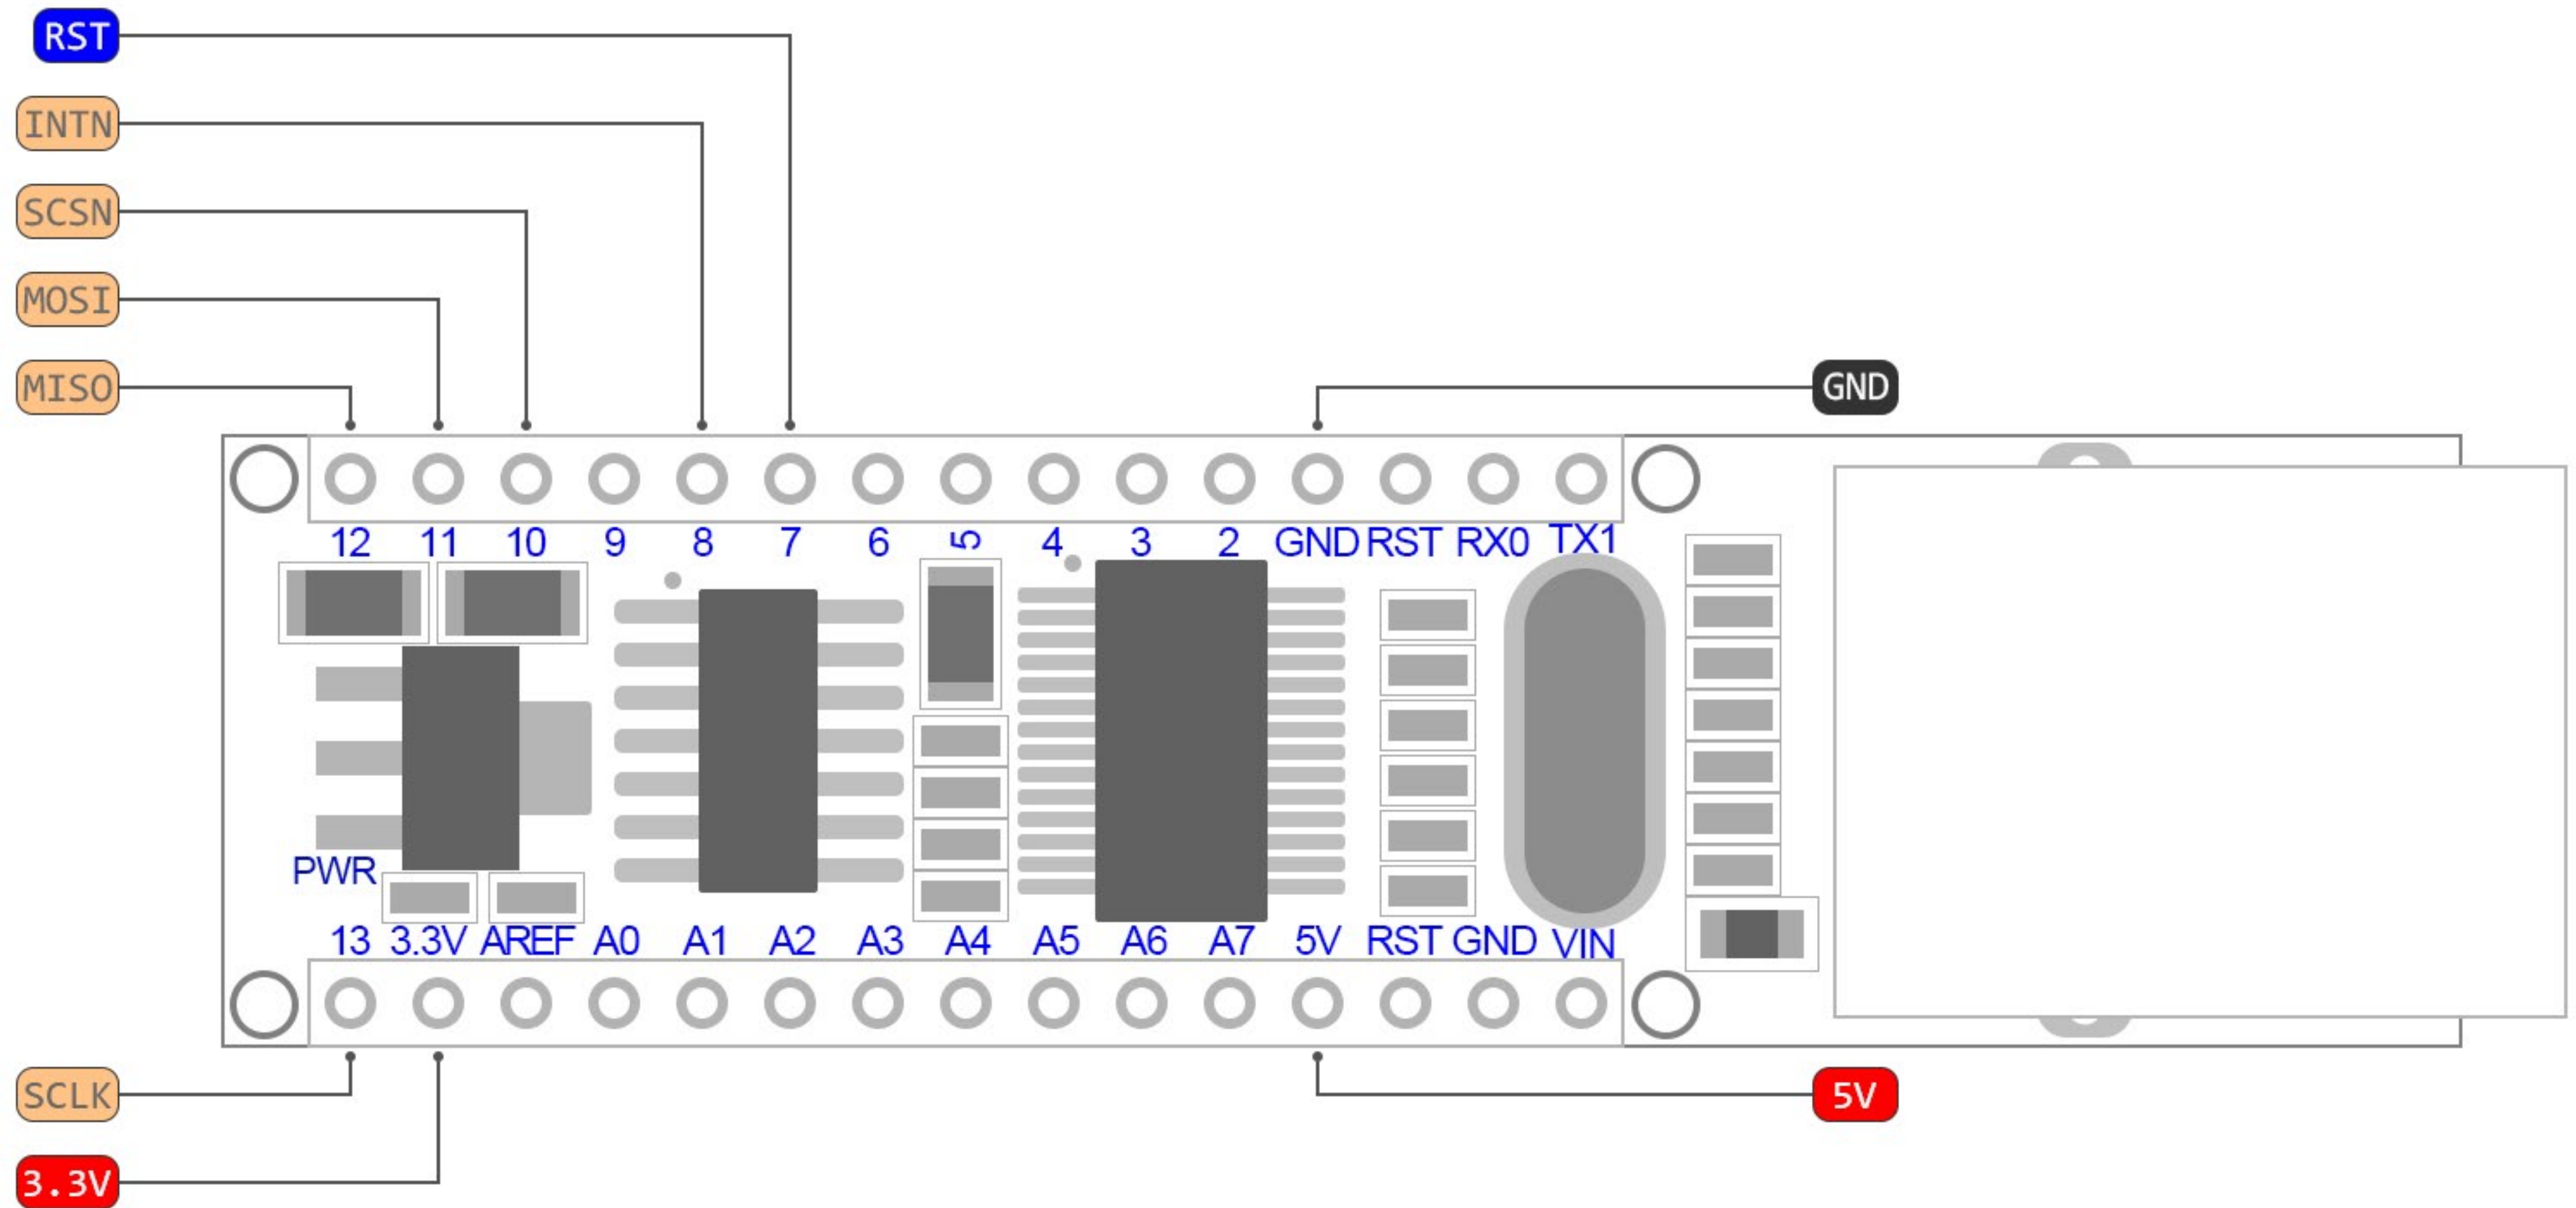 RST
INTN
SCSN
MOSI
MISO
GND
12 11 10 9 8 7 6 5 4 3 2 GND RST RX0 TX1
PWR
13 3.3V AREF A0 A1 A2 A3 A4 A5 A6 A7 5V RST GND VIN
SCLK
5V
3.3V